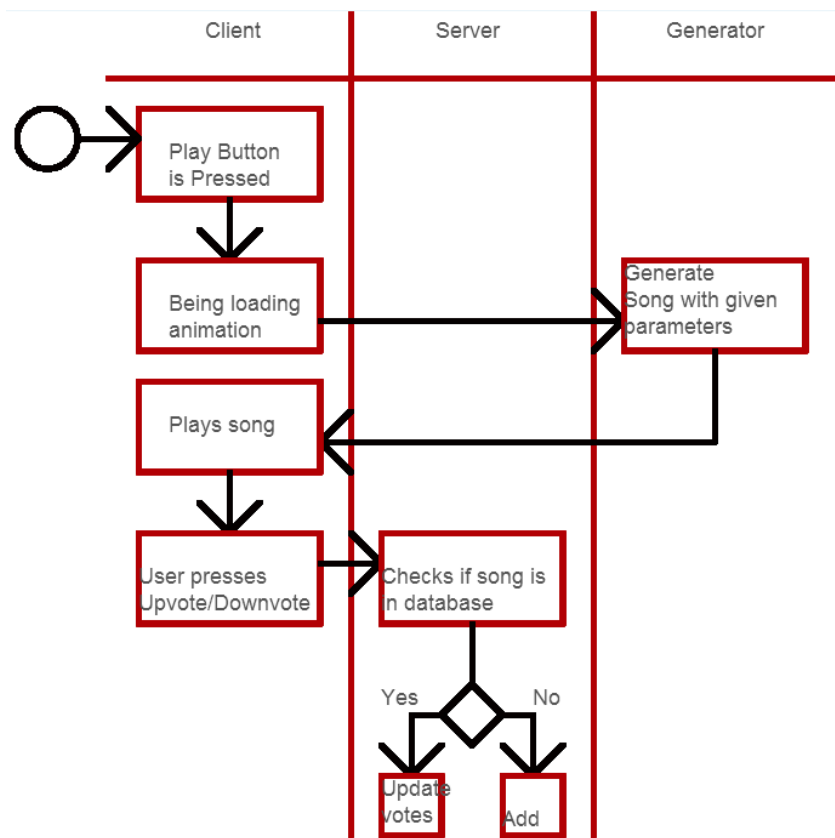 Client
Server
Generator
Play Button
is Pressed
Being loading
animation
Generate
Song with given
parameters
Plays song
User presses
Upvote/Downvote
Checks if song is
in database
Yes
No
Update
votes
Add